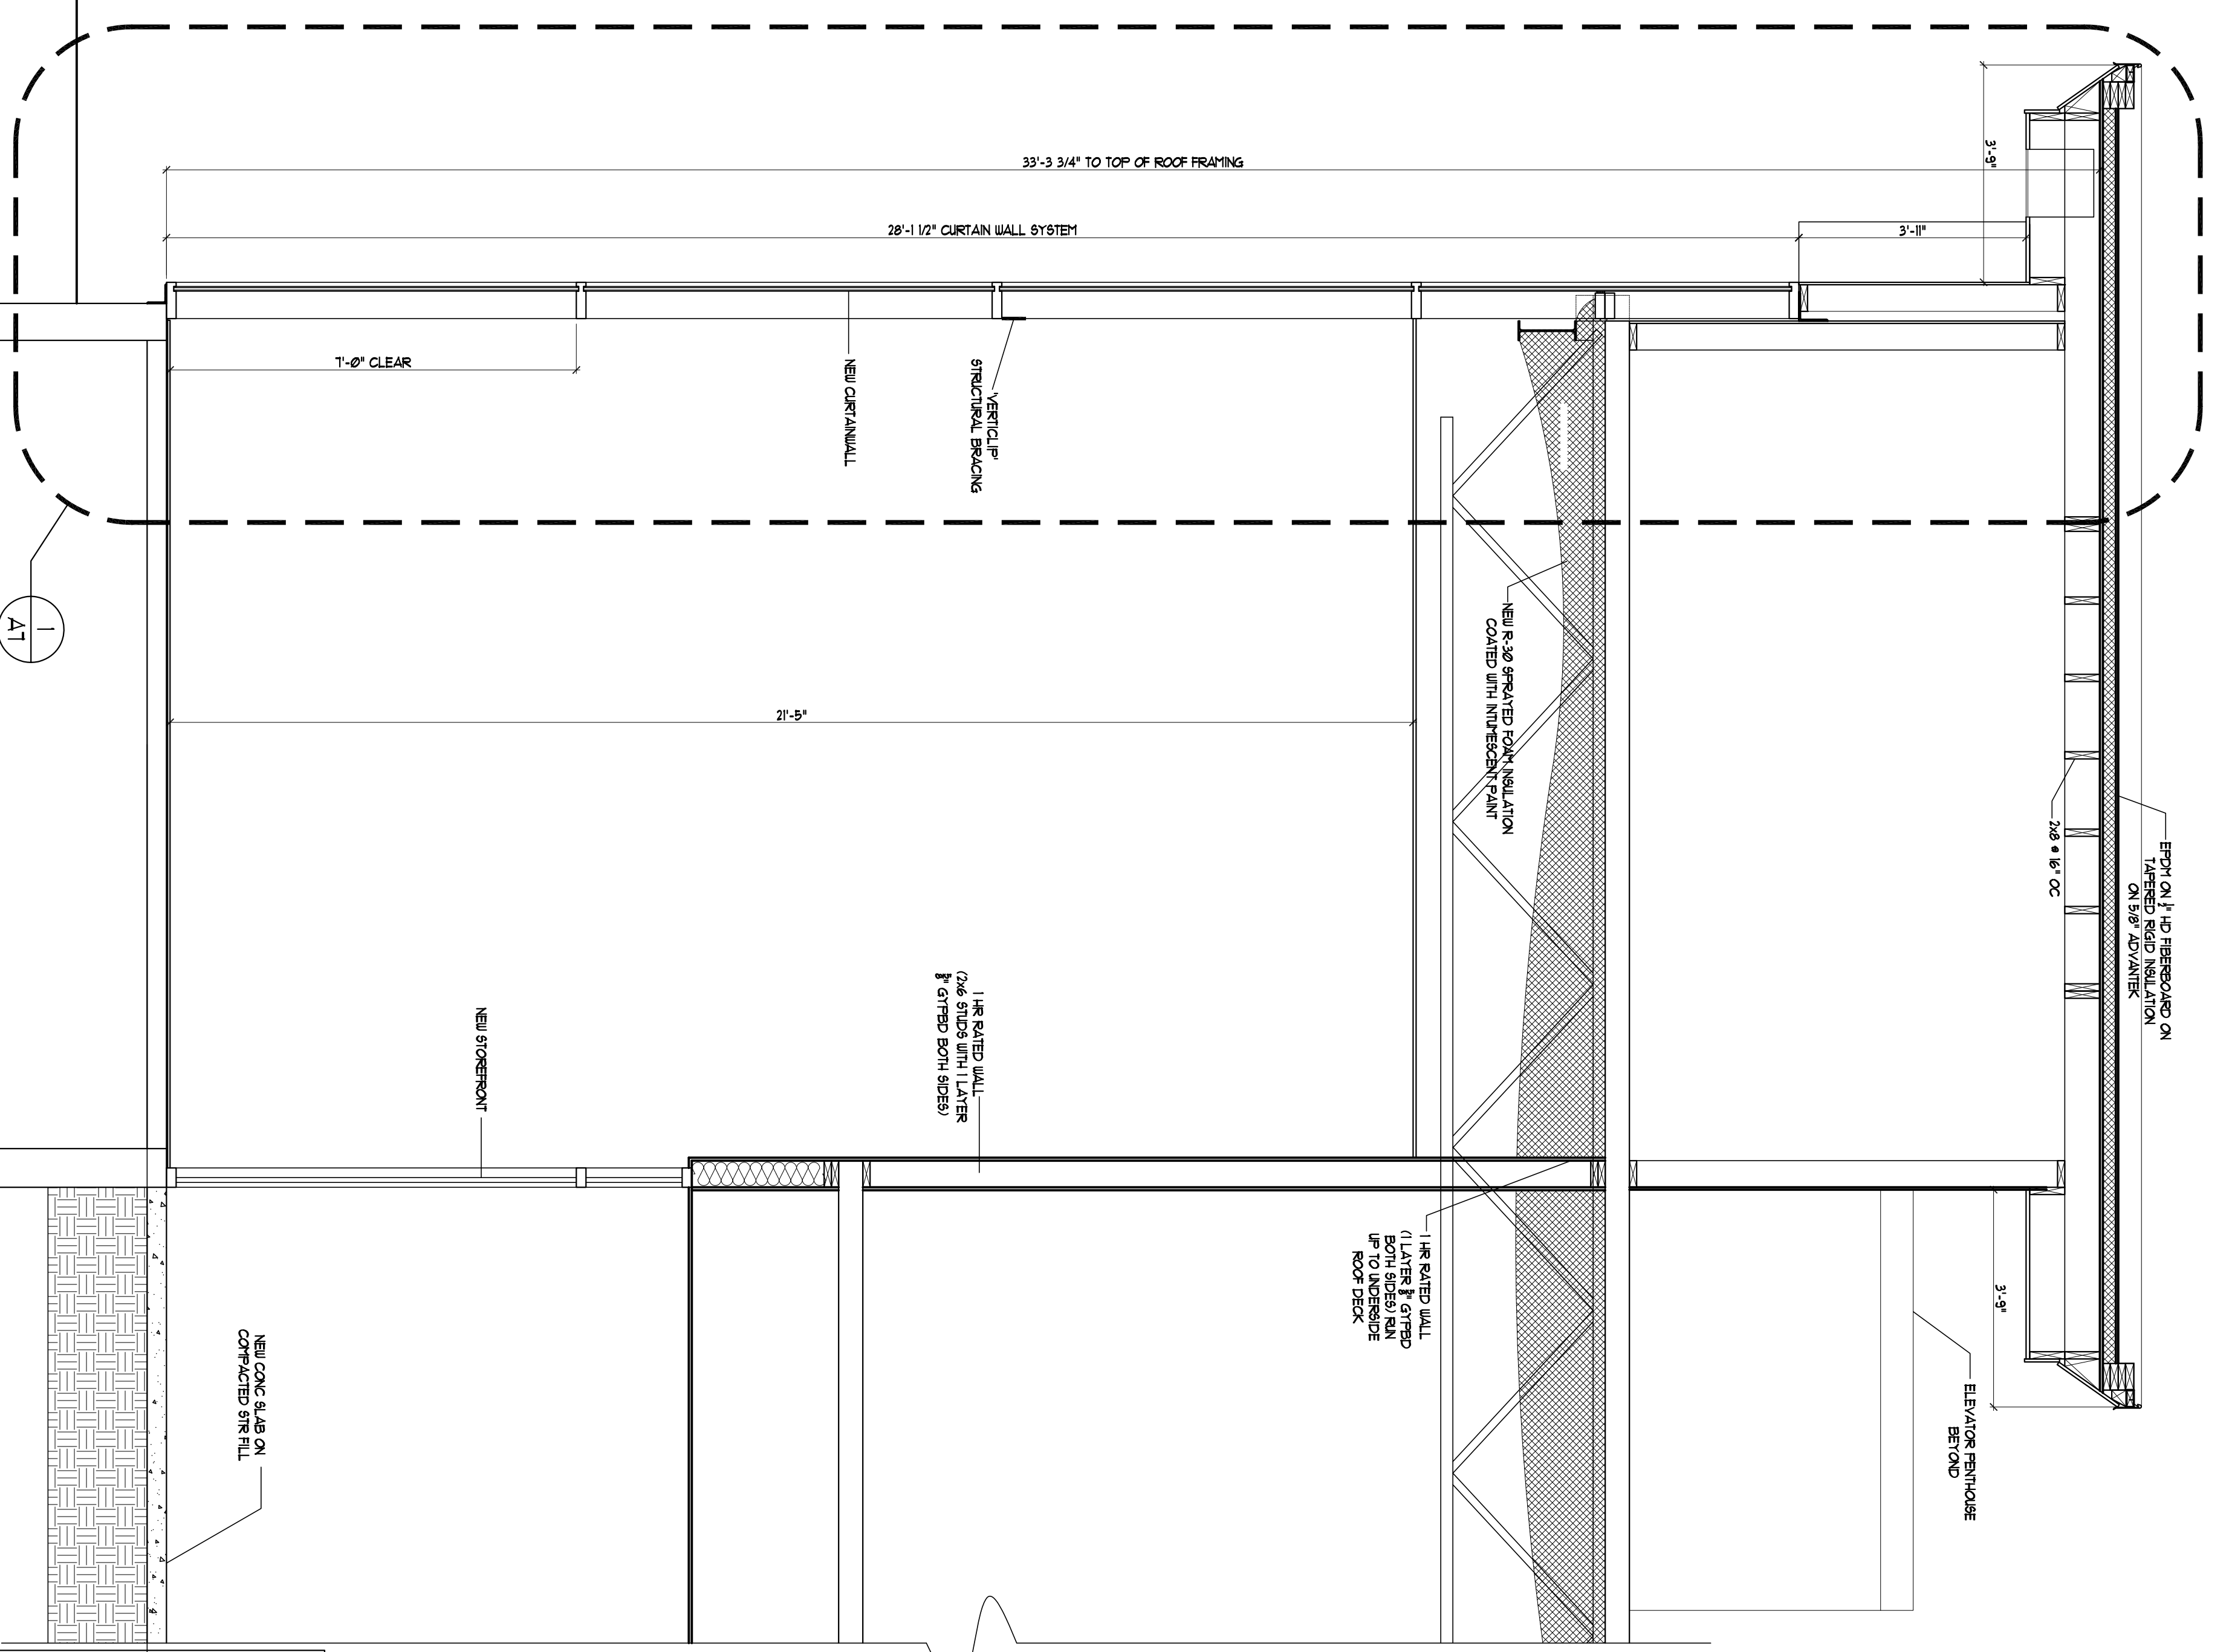 33'-3 3/4" TO TOP OF ROOF FRAMING
28'-1 1/2" CURTAIN WALL SYSTEM
3'-11"
3'-9"
7'-0" CLEAR
NEW CURTAINWALL
'VERTICLIP'
STRUCTURAL BRACING
1
A7
21'-5"
NEW R-30 SPRAYED FOAM INSULATION
COATED WITH INTUMESCENT PAINT
2x8 @ 16" OC
EPDM ON ½" HD FIBERBOARD ON
TAPERED RIGID INSULATION
ON 5/8" ADVANTEK
1 HR RATED WALL
(2x6 STUDS WITH 1 LAYER
⅝" GYPBD BOTH SIDES)
NEW STOREFRONT
1 HR RATED WALL
(1 LAYER ⅝" GYPBD
BOTH SIDES) RUN
UP TO UNDERSIDE
ROOF DECK
3'-9"
ELEVATOR PENTHOUSE
BEYOND
NEW CONC SLAB ON
COMPACTED STR FILL